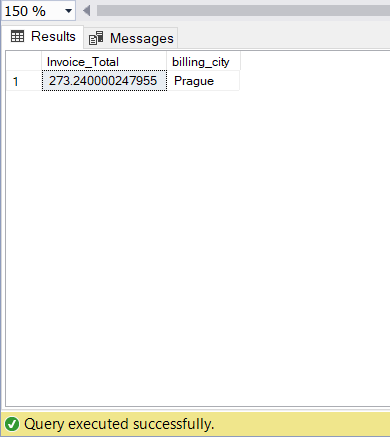 150 %
Results Messages
Invoice_Total billing_city
1 273.240000247955 Prague
Query executed successfully.